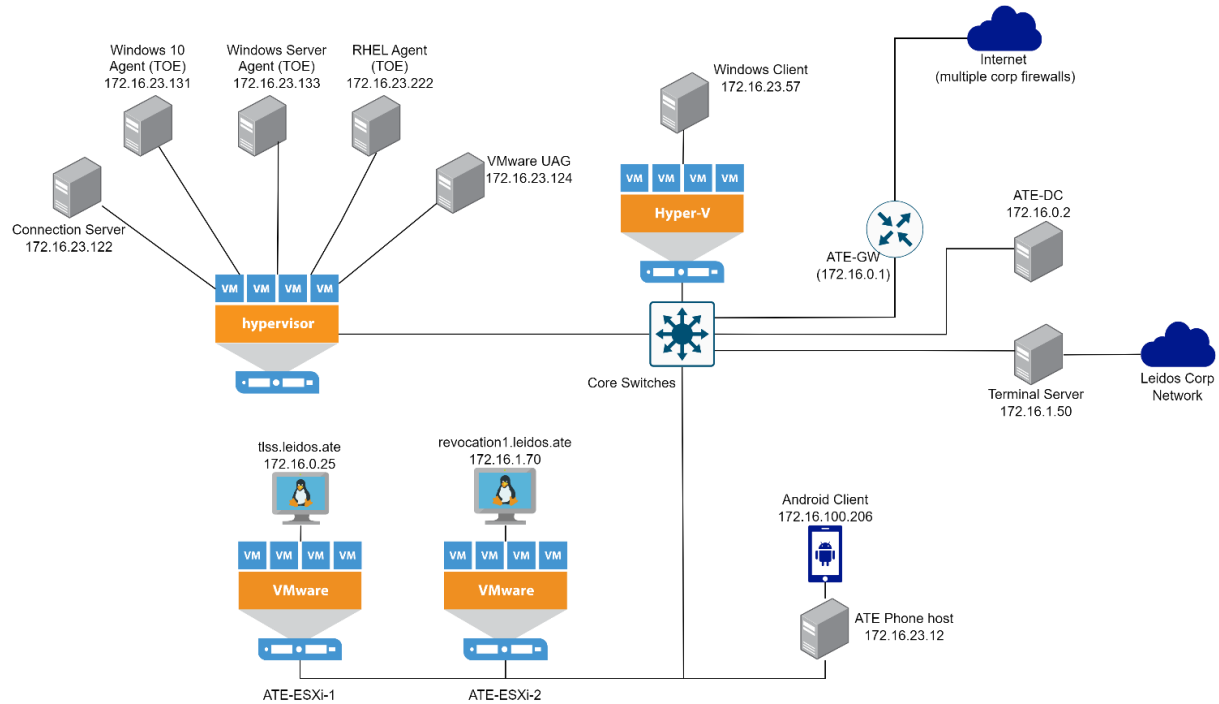 Windows 10
Agent (TOE)
172.16.23.131
Windows Server
Agent (TOE)
172.16.23.133
RHEL Agent
(TOE)
172.16.23.222
Connection Server
172.16.23.122
VMware UAG
172.16.23.124
VM VM VM VM
hypervisor
Windows Client
172.16.23.57
VM VM VM VM
Hyper-V
Core Switches
Internet
(multiple corp firewalls)
ATE-GW
(172.16.0.1)
ATE-DC
172.16.0.2
Terminal Server
172.16.1.50
Leidos Corp
Network
tlss.leidos.ate
172.16.0.25
VM VM VM VM
VMware
ATE-ESXi-1
revocation1.leidos.ate
172.16.1.70
VM VM VM VM
VMware
ATE-ESXi-2
Android Client
172.16.100.206
ATE Phone host
172.16.23.12